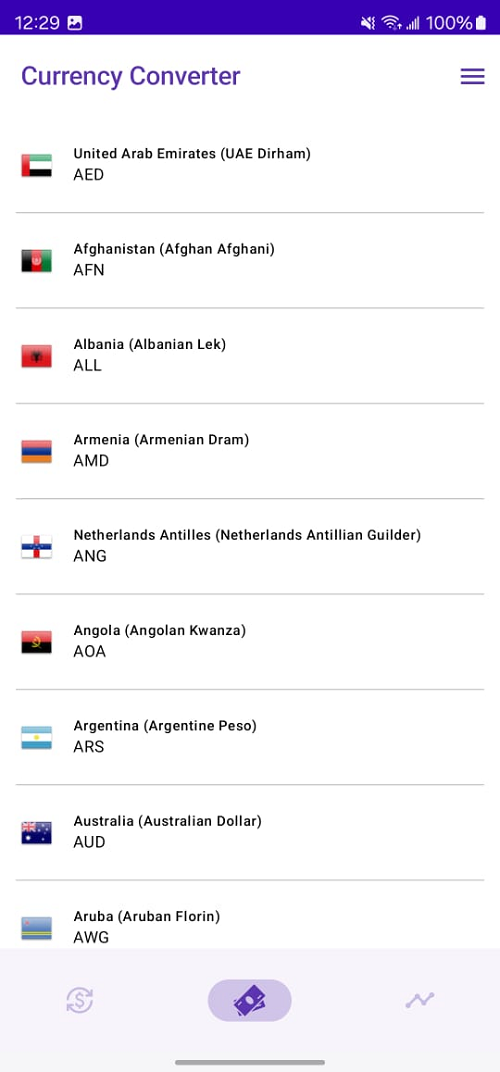 12:29
100%
Currency Converter
United Arab Emirates (UAE Dirham)
AED
Afghanistan (Afghan Afghani)
AFN
Albania (Albanian Lek)
ALL
Armenia (Armenian Dram)
AMD
Netherlands Antilles (Netherlands Antillian Guilder)
ANG
Angola (Angolan Kwanza)
AOA
Argentina (Argentine Peso)
ARS
Australia (Australian Dollar)
AUD
Aruba (Aruban Florin)
AWG